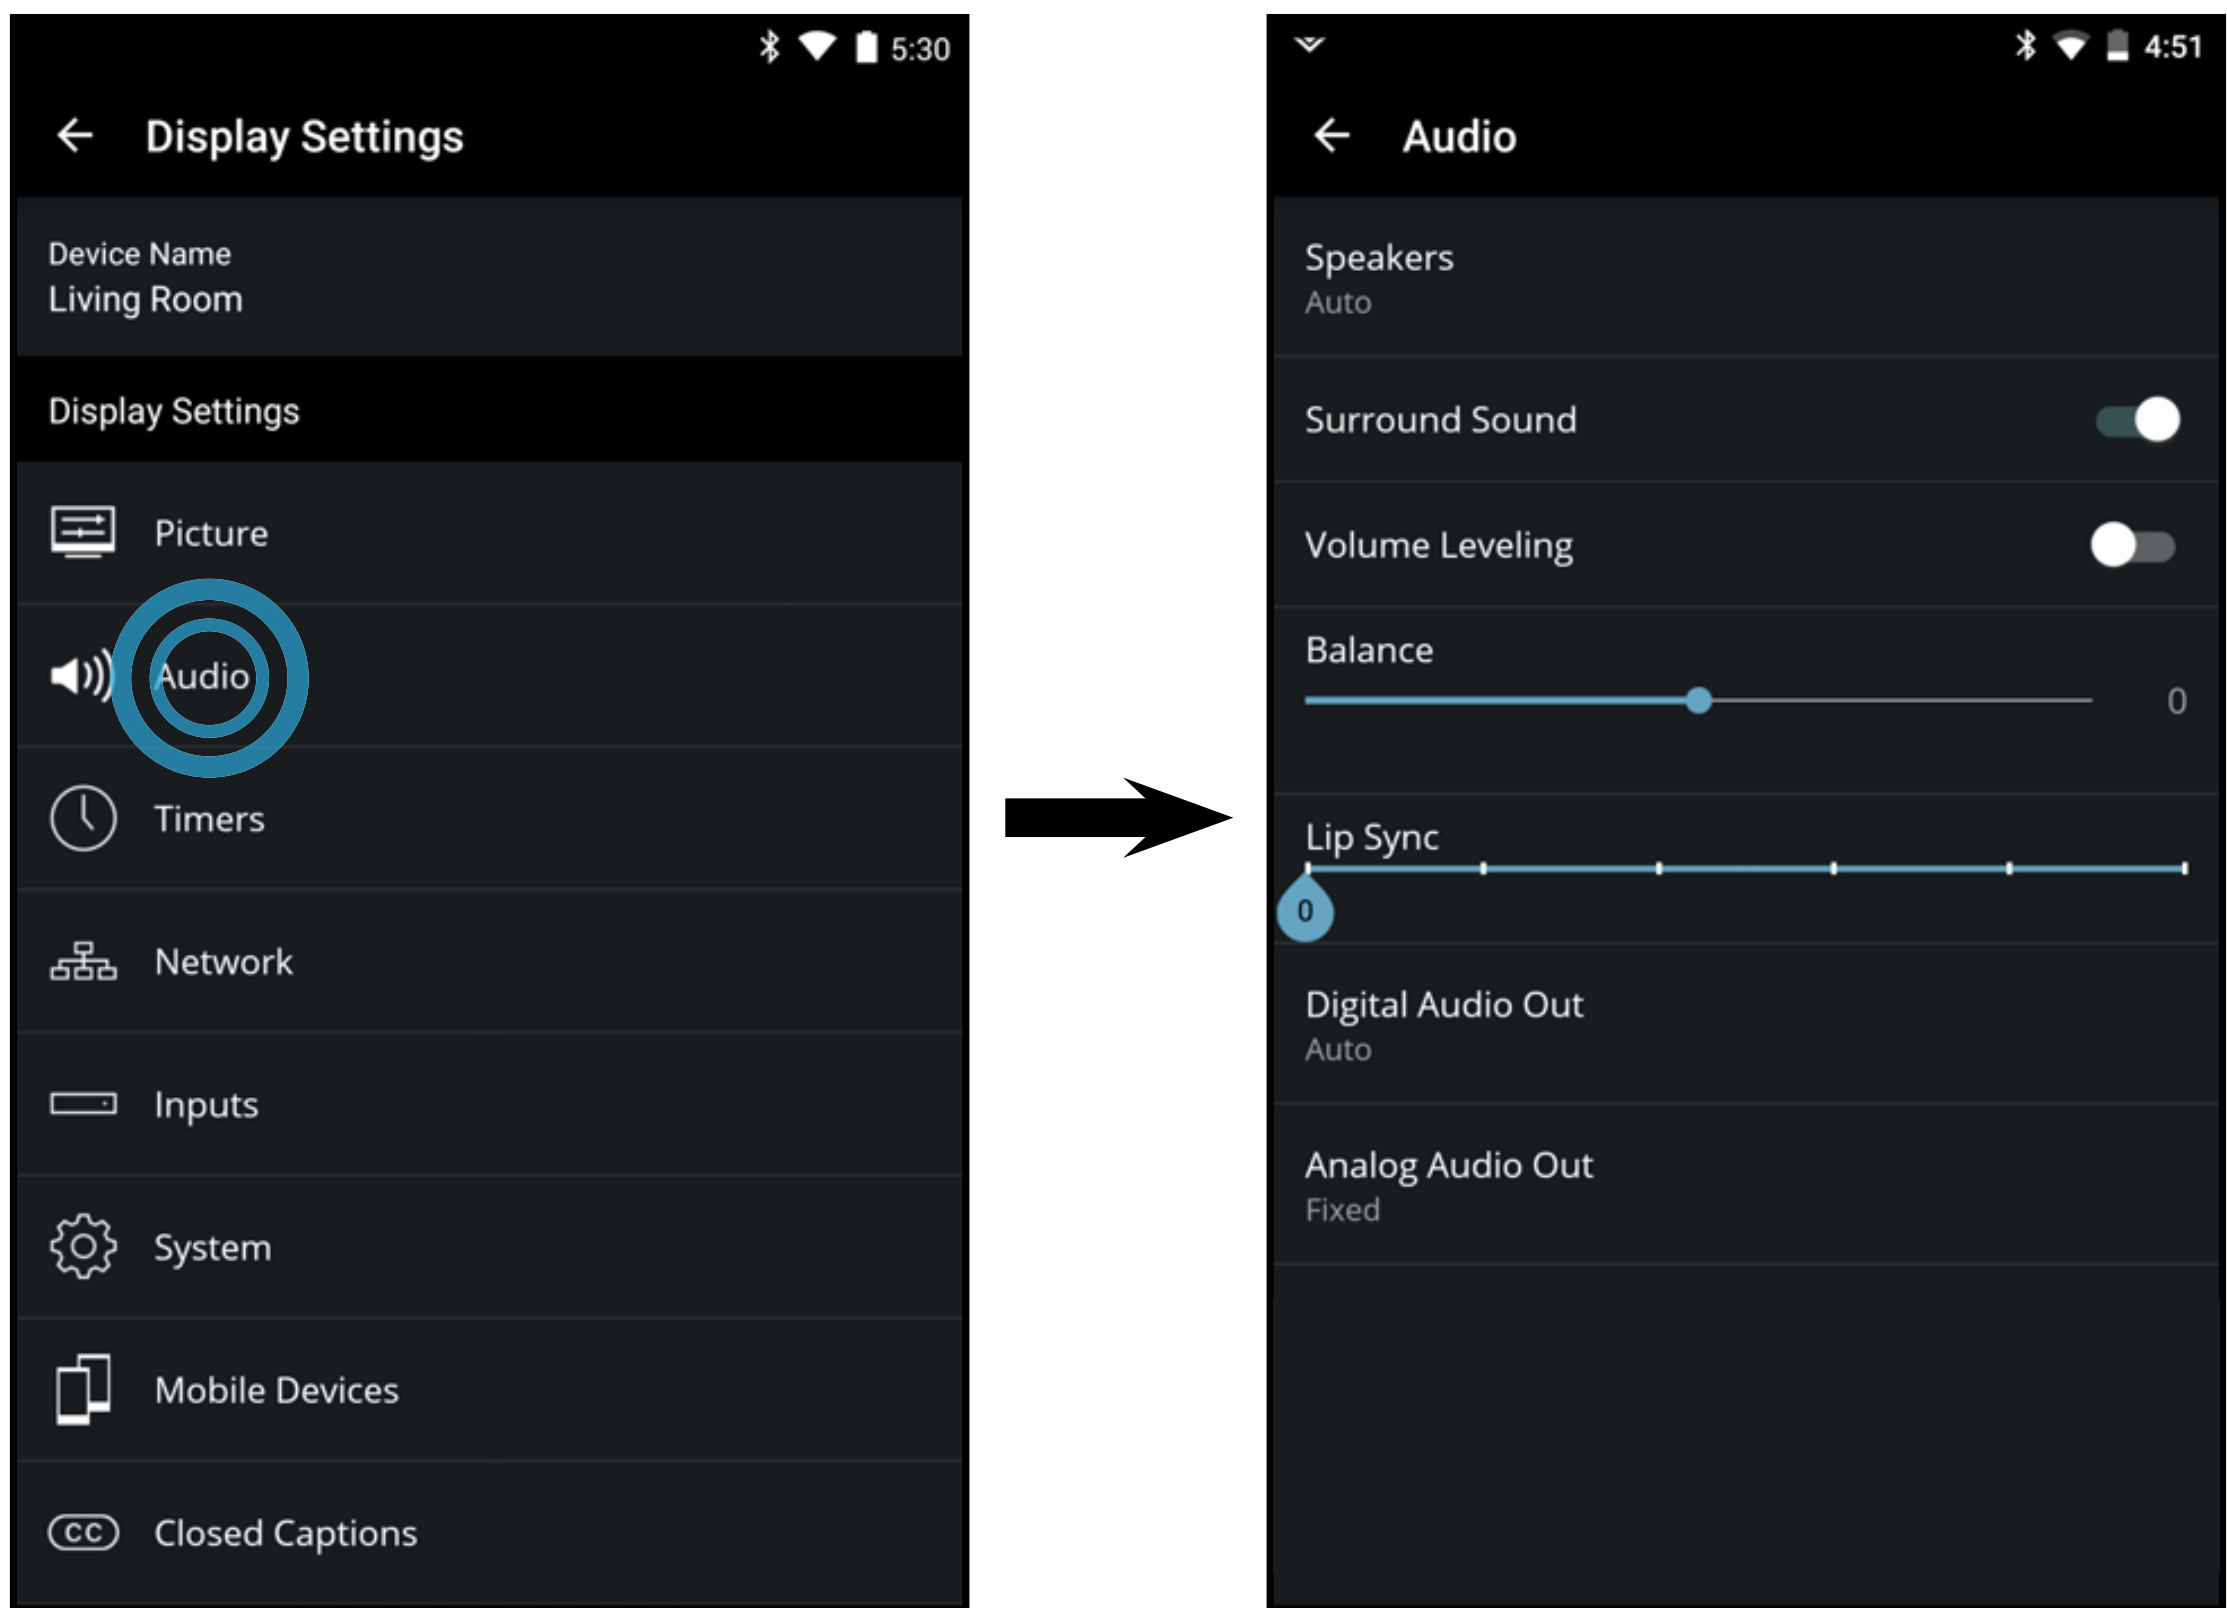 5:30
Display Settings
Device Name
Living Room
Display Settings
Picture
Audio
Timers
Network
Inputs
System
Mobile Devices
CC Closed Captions
4:51
Audio
Speakers
Auto
Surround Sound
Volume Leveling
Balance
0
Lip Sync
0
Digital Audio Out
Auto
Analog Audio Out
Fixed